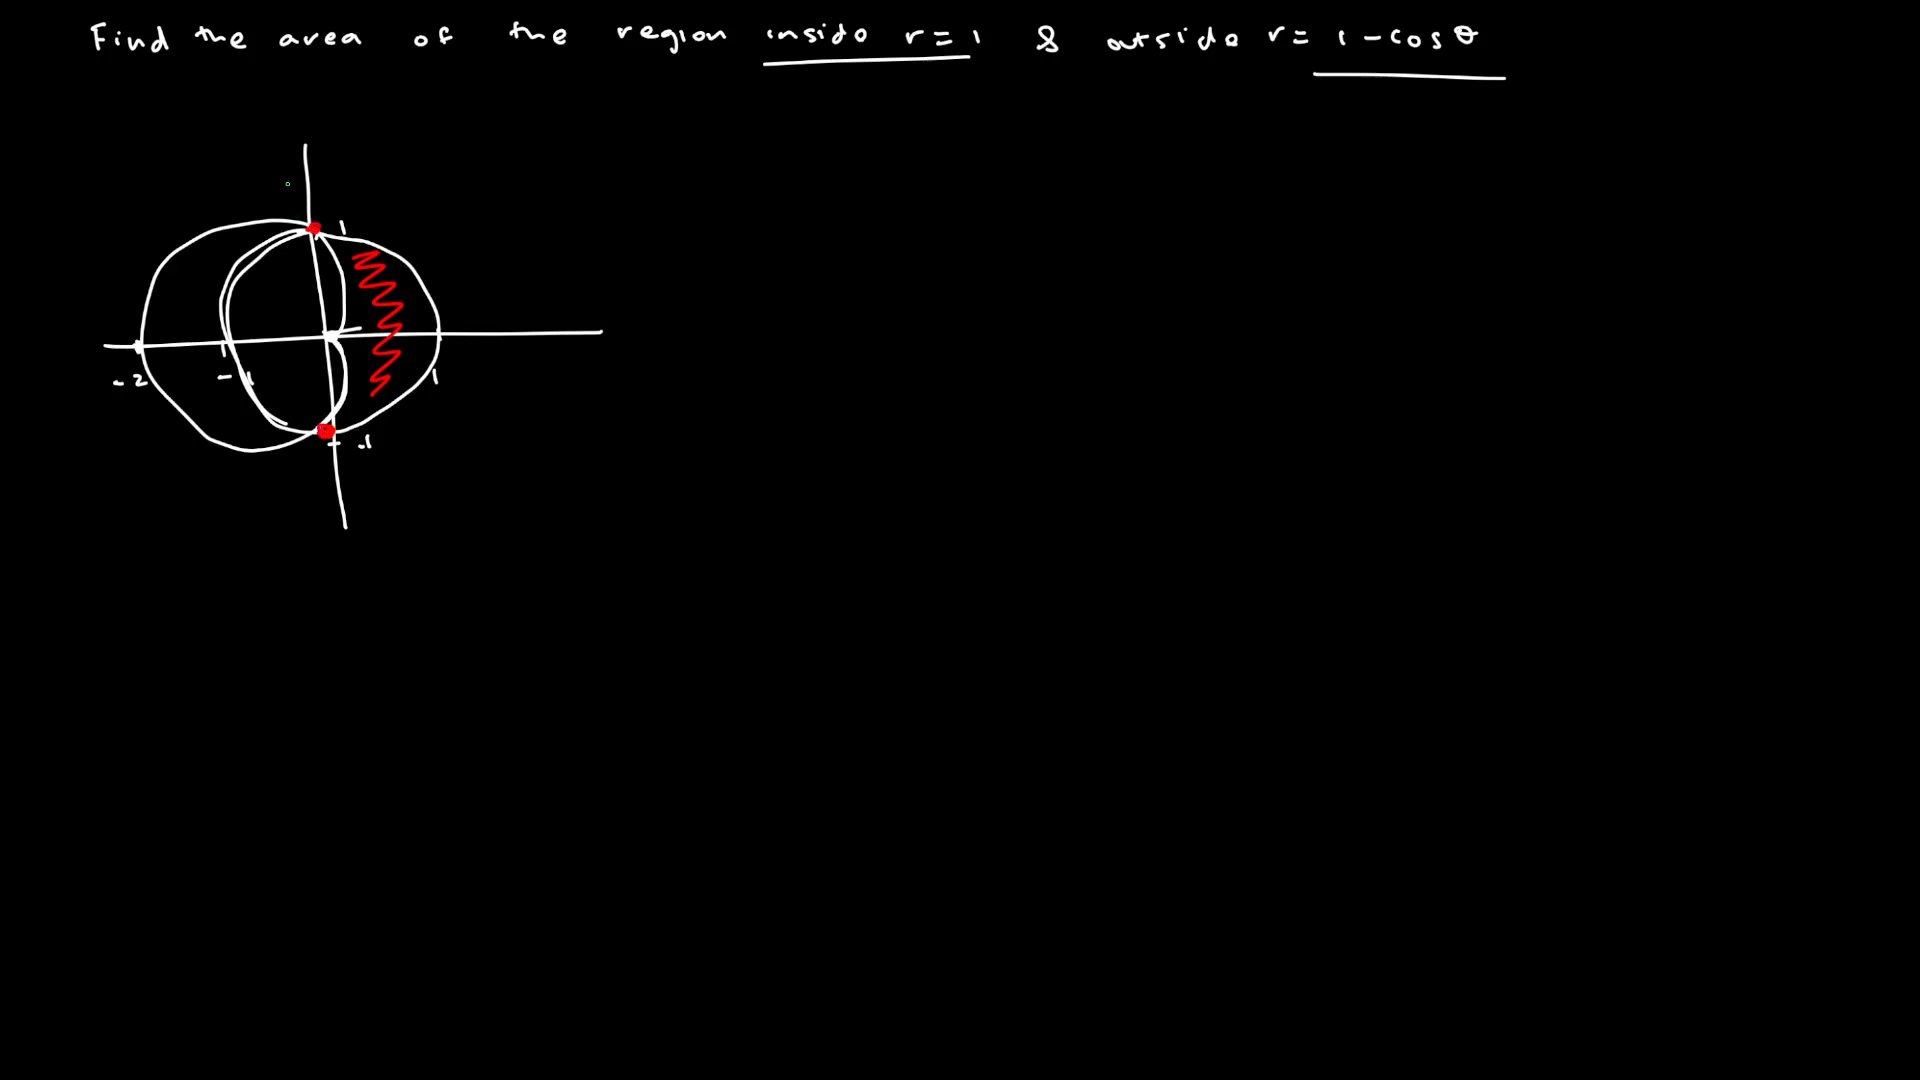 Find the area of the region inside r = 1 & outside r = 1 - cos θ
1
-2 -1 1
-1